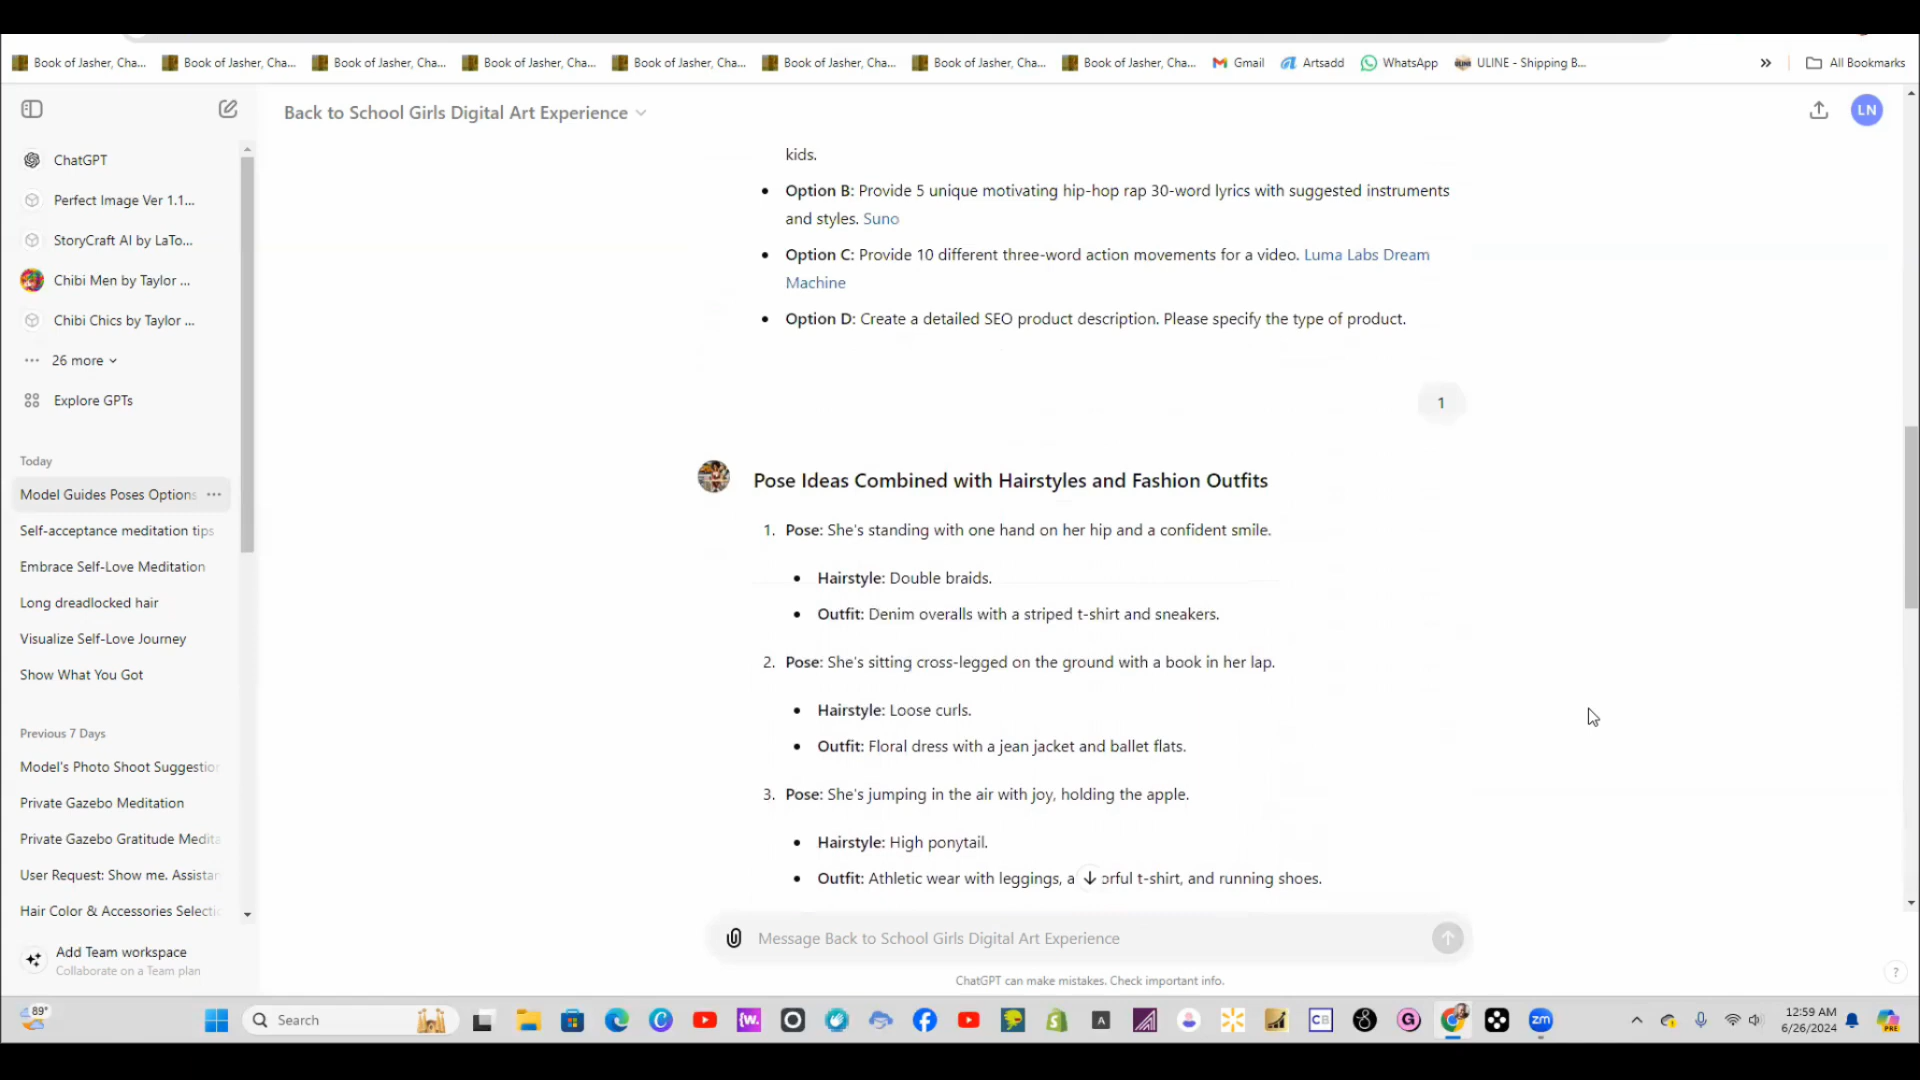 Book of Jasher, Cha... Book of Jasher, Cha... Book of Jasher, Cha... Book of Jasher, Cha... Book of Jasher, Cha... Book of Jasher, Cha... Book of Jasher, Cha... Book of Jasher, Cha... Gmail Artsadd WhatsApp ULINE - Shipping B... » All Bookmarks
Back to School Girls Digital Art Experience
LN
ChatGPT
Perfect Image Ver 1.1...
StoryCraft AI by LaTo...
Chibi Men by Taylor ...
Chibi Chics by Taylor ...
26 more
Explore GPTs
Today
Model Guides Poses Options
Self-acceptance meditation tips
Embrace Self-Love Meditation
Long dreadlocked hair
Visualize Self-Love Journey
Show What You Got
Previous 7 Days
Model's Photo Shoot Suggestion
Private Gazebo Meditation
Private Gazebo Gratitude Medita
User Request: Show me. Assistan
Hair Color & Accessories Selectio
Add Team workspace
Collaborate on a Team plan
kids.
• Option B: Provide 5 unique motivating hip-hop rap 30-word lyrics with suggested instruments
and styles. Suno
• Option C: Provide 10 different three-word action movements for a video. Luma Labs Dream
Machine
• Option D: Create a detailed SEO product description. Please specify the type of product.
1
Pose Ideas Combined with Hairstyles and Fashion Outfits
1. Pose: She's standing with one hand on her hip and a confident smile.
• Hairstyle: Double braids.
• Outfit: Denim overalls with a striped t-shirt and sneakers.
2. Pose: She's sitting cross-legged on the ground with a book in her lap.
• Hairstyle: Loose curls.
• Outfit: Floral dress with a jean jacket and ballet flats.
3. Pose: She's jumping in the air with joy, holding the apple.
• Hairstyle: High ponytail.
• Outfit: Athletic wear with leggings, a orful t-shirt, and running shoes.
Message Back to School Girls Digital Art Experience
ChatGPT can make mistakes. Check important info.
?
89°
Search
{w.
A
CB
G
zm
12:59 AM
6/26/2024
PRE